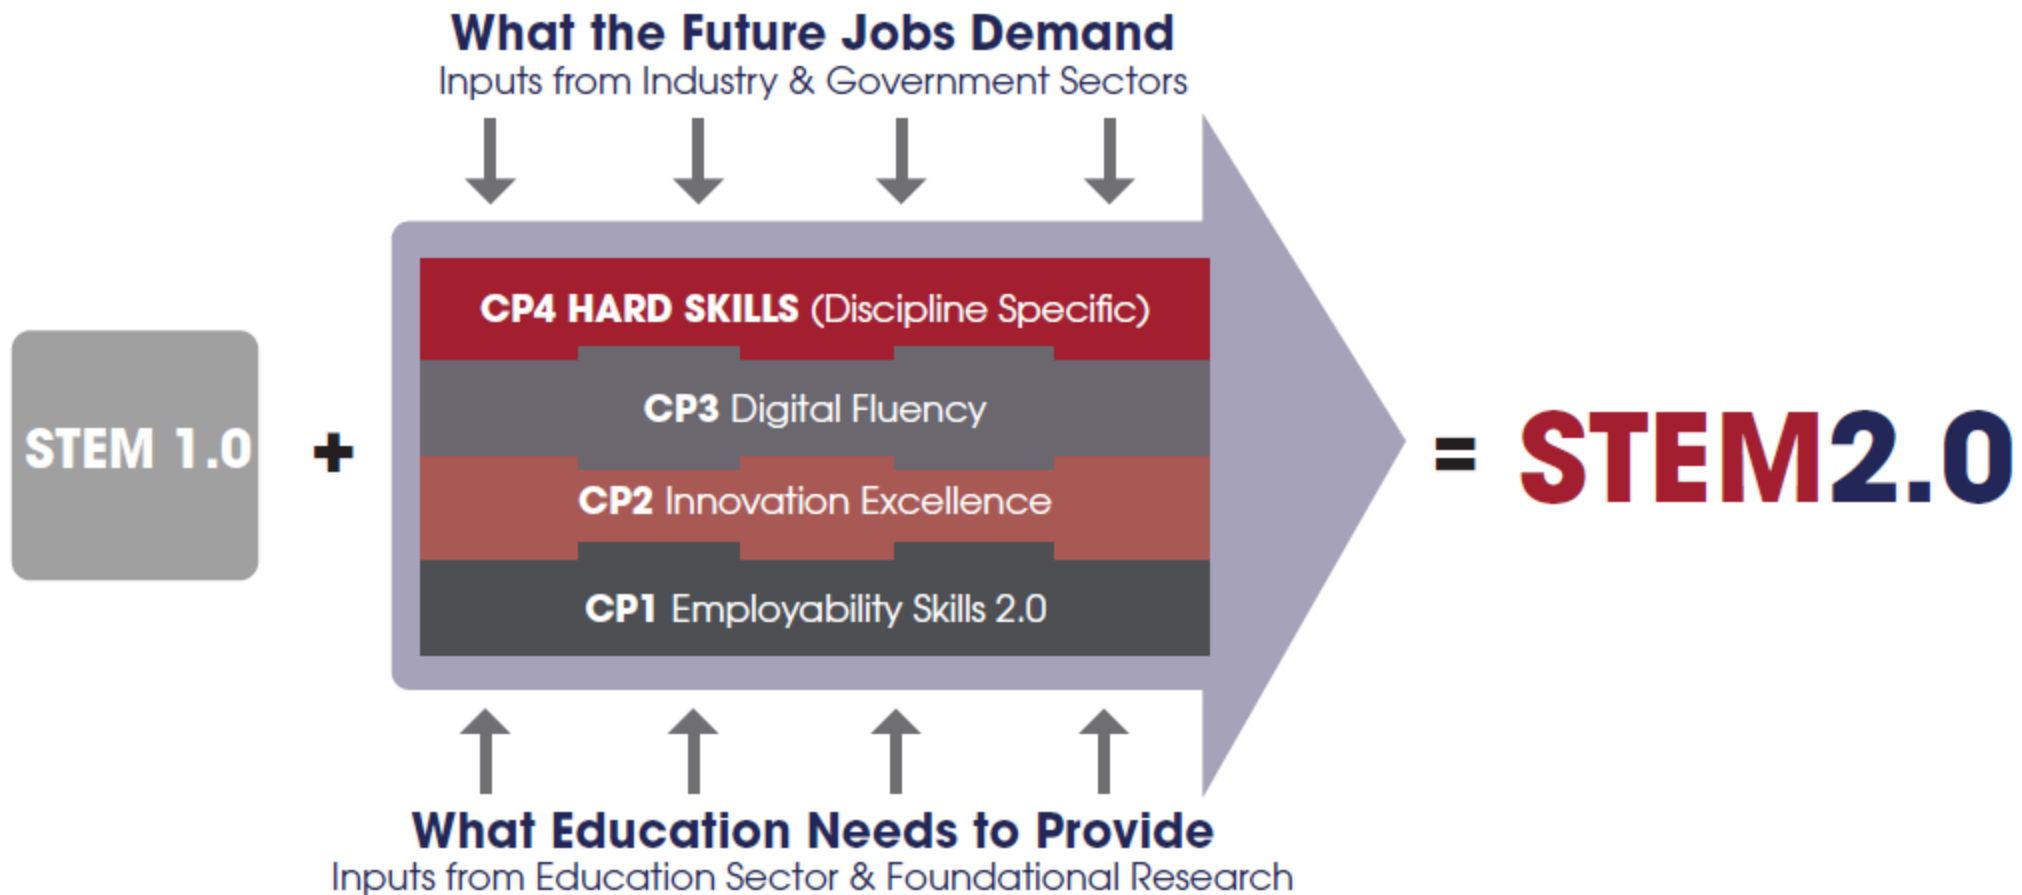 What the Future Jobs Demand
Inputs from Industry & Government Sectors
CP4 HARD SKILLS (Discipline Specific)
CP3 Digital Fluency
STEM 1.0 + = STEM2.0
CP2 Innovation Excellence
CP1 Employability Skills 2.0
What Education Needs to Provide
Inputs from Education Sector & Foundational Research